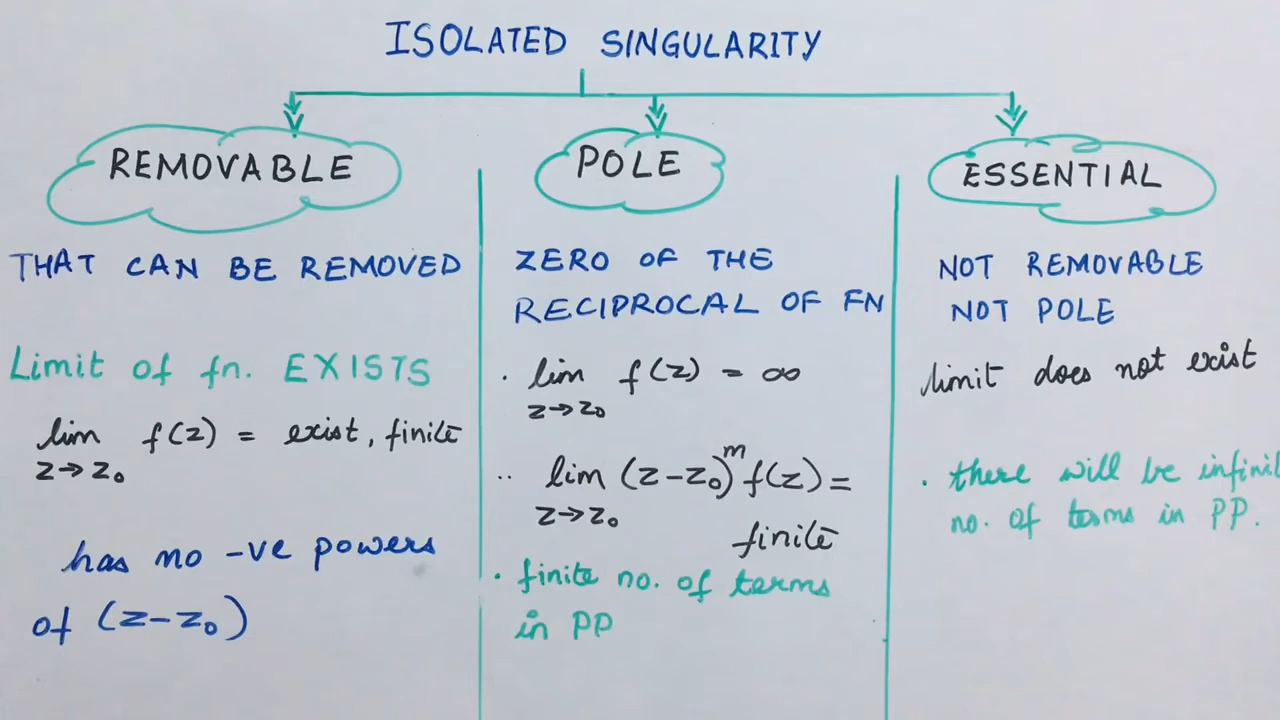 ISOLATED SINGULARITY
REMOVABLE
THAT CAN BE REMOVED
Limit of fn. EXISTS
lim f(z) = exist, finite
z→z₀
has no -ve powers
of (z-z₀)
POLE
ZERO OF THE
RECIPROCAL OF FN
. lim f(z) = ∞
z→z₀
.. lim (z-z₀)ᵐ f(z) =
z→z₀
finite
. finite no. of terms
in PP
ESSENTIAL
NOT REMOVABLE
NOT POLE
limit does not exist
. there will be
no. of terms in PP.